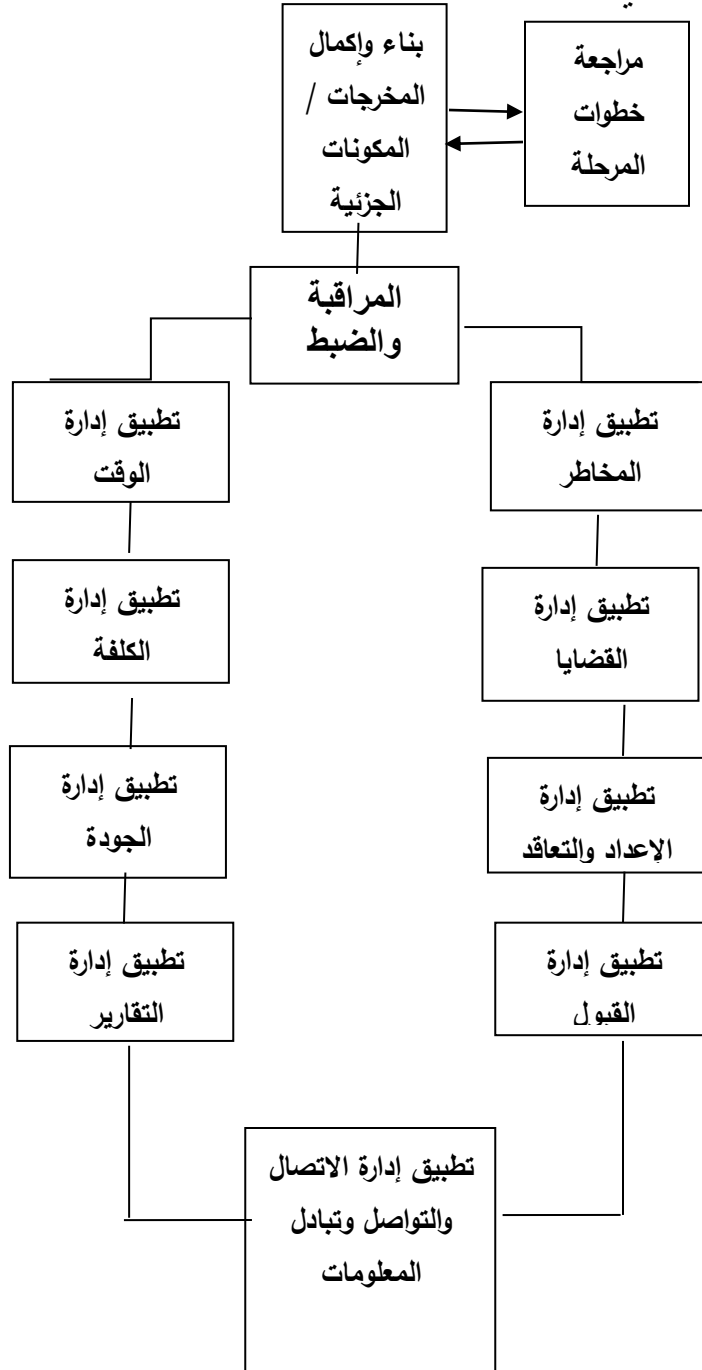 بناء وإكمال
المخرجات /
المكونات
الجزئية
مراجعة
خطوات
المرحلة
المراقبة
والضبط
تطبيق إدارة
المخاطر
تطبيق إدارة
الوقت
تطبيق إدارة
القضايا
تطبيق إدارة
الكلفة
تطبيق إدارة
الإعداد والتعاقد
تطبيق إدارة
الجودة
تطبيق إدارة
القبول
تطبيق إدارة
التقارير
تطبيق إدارة الاتصال
والتواصل وتبادل
المعلومات